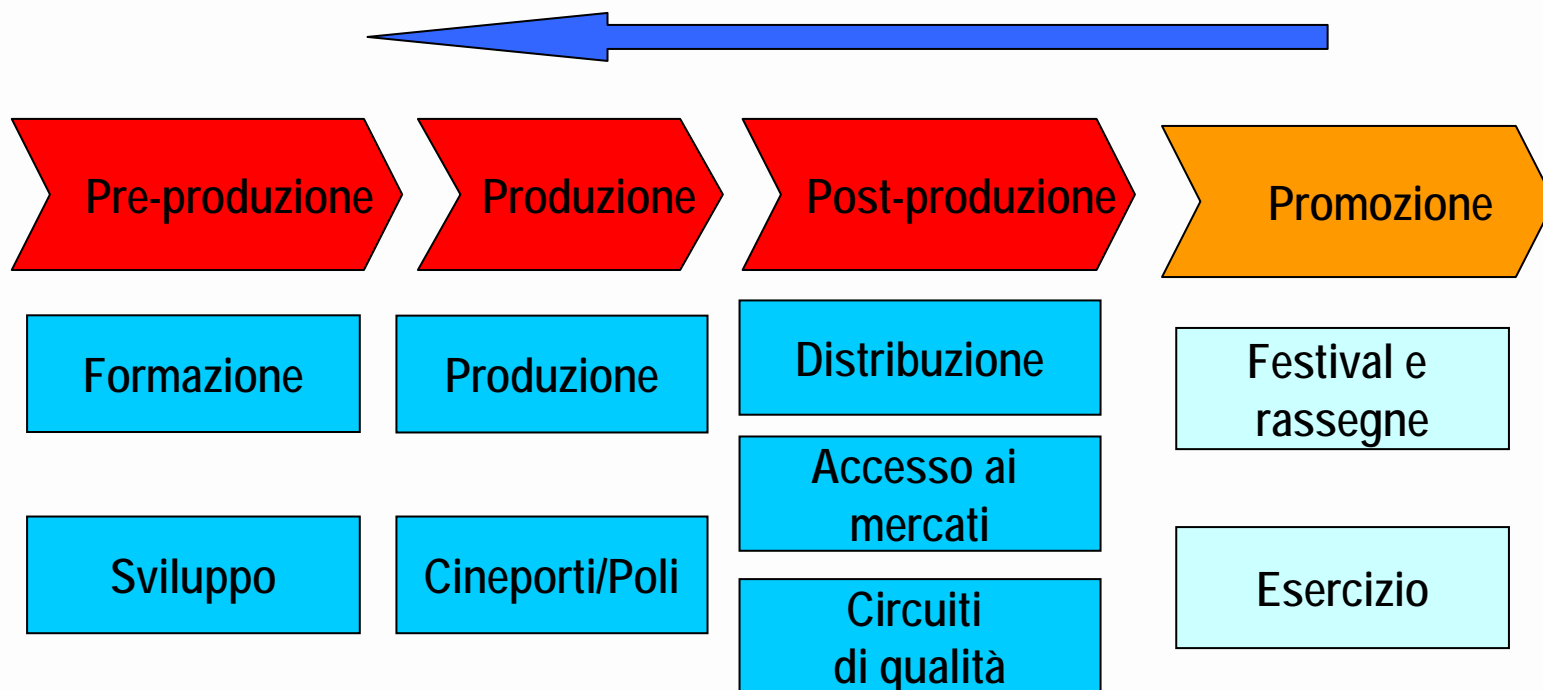 Pre-produzione
Produzione
Post-produzione
Promozione
Formazione
Produzione
Distribuzione
Festival e
rassegne
Accesso ai
mercati
Sviluppo
Cineporti/Poli
Esercizio
Circuiti
di qualità